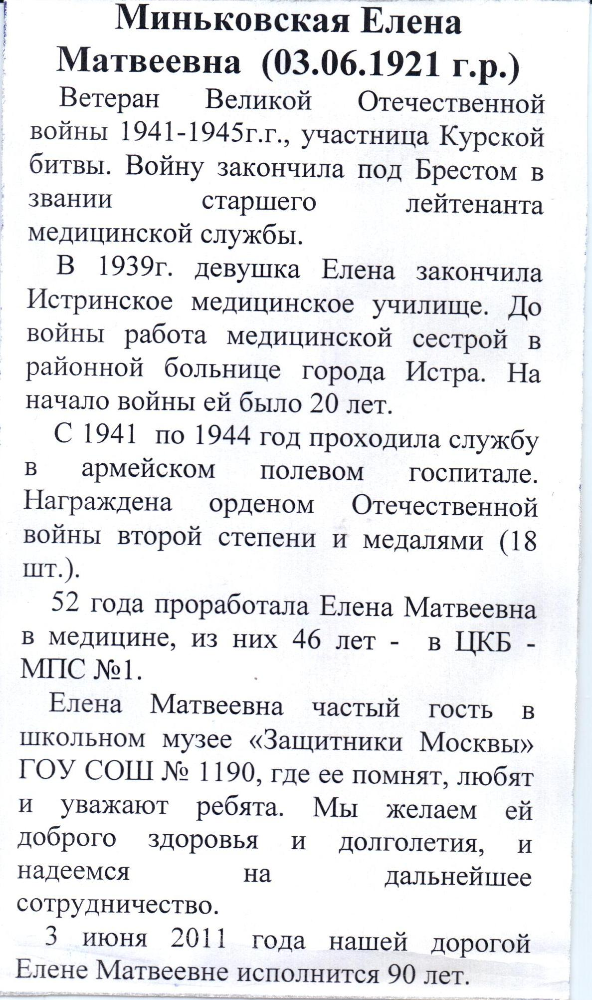 Миньковская Елена
Матвеевна (03.06.1921 г.р.)
Ветеран Великой Отечественной
войны 1941-1945г.г., участница Курской
битвы. Войну закончила под Брестом в
звании старшего лейтенанта
медицинской службы.
В 1939г. девушка Елена закончила
Истринское медицинское училище. До
войны работа медицинской сестрой в
районной больнице города Истра. На
начало войны ей было 20 лет.
С 1941 по 1944 год проходила службу
в армейском полевом госпитале.
Награждена орденом Отечественной
войны второй степени и медалями (18
шт.).
52 года проработала Елена Матвеевна
в медицине, из них 46 лет - в ЦКБ -
МПС №1.
Елена Матвеевна частый гость в
школьном музее «Защитники Москвы»
ГОУ СОШ № 1190, где ее помнят, любят
и уважают ребята. Мы желаем ей
доброго здоровья и долголетия, и
надеемся на дальнейшее
сотрудничество.
3 июня 2011 года нашей дорогой
Елене Матвеевне исполнится 90 лет.